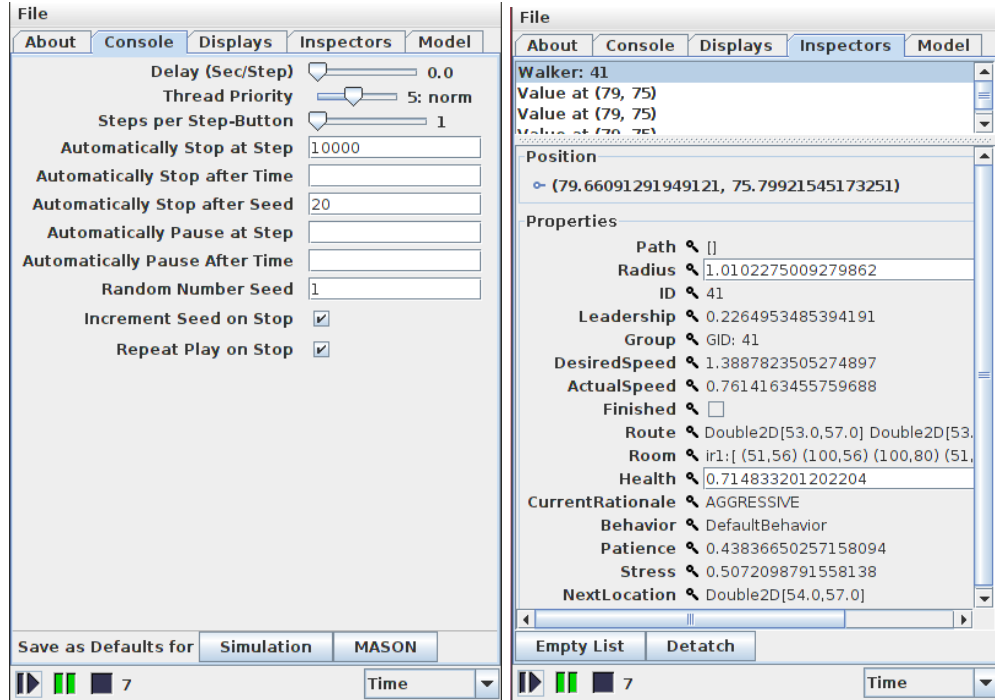 File
About Console Displays Inspectors Model
Delay (Sec/Step) 0.0
Thread Priority 5: norm
Steps per Step-Button 1
Automatically Stop at Step 10000
Automatically Stop after Time
Automatically Stop after Seed 20
Automatically Pause at Step
Automatically Pause After Time
Random Number Seed 1
Increment Seed on Stop
Repeat Play on Stop
Save as Defaults for Simulation MASON
7 Time
File
About Console Displays Inspectors Model
Walker: 41
Value at (79, 75)
Value at (79, 75)
Value at (79, 75)
Position
(79.66091291949121, 75.79921545173251)
Properties
Path []
Radius 1.0102275009279862
ID 41
Leadership 0.2264953485394191
Group GID: 41
DesiredSpeed 1.3887823505274897
ActualSpeed 0.7614163455759688
Finished
Route Double2D[53.0,57.0] Double2D[53.
Room ir1:[ (51,56) (100,56) (100,80) (51,
Health 0.714833201202204
CurrentRationale AGGRESSIVE
Behavior DefaultBehavior
Patience 0.43836650257158094
Stress 0.5072098791558138
NextLocation Double2D[54.0,57.0]
Empty List Detatch
7 Time